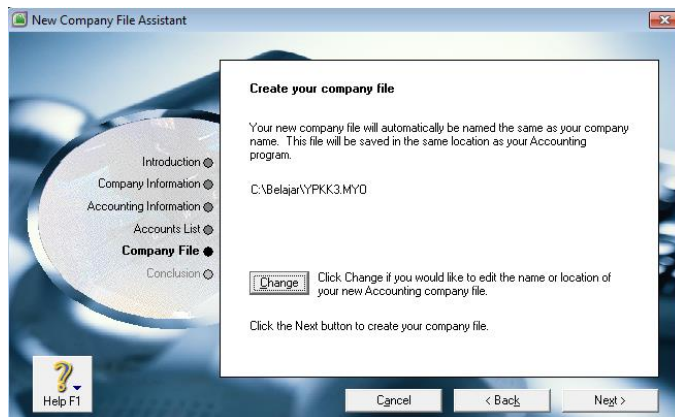 New Company File Assistant
Create your company file
Your new company file will automatically be named the same as your company
name. This file will be saved in the same location as your Accounting
program.
C:\Belajar\YPKK3.MYO
Introduction
Company Information
Accounting Information
Accounts List
Company File
Conclusion
Change
Click Change if you would like to edit the name or location of
your new Accounting company file.
Click the Next button to create your company file.
Help F1
Cancel
< Back
Next >